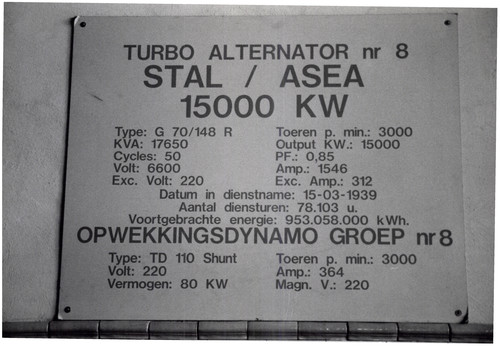 TURBO ALTERNATOR nr 8
STAL / ASEA
15000 KW
Type: G 70/148 R Toeren p. min.: 3000
KVA: 17650 Output KW.: 15000
Cycles: 50 PF.: 0,85
Volt: 6600 Amp.: 1546
Exc. Volt: 220 Exc. Amp.: 312
Datum in dienstname: 15-03-1939
Aantal diensturen: 78.103 u.
Voortgebrachte energie: 953.058.000 kWh.
OPWEKKINGSDYNAMO GROEP nr 8
Type: TD 110 Shunt Toeren p. min.: 3000
Volt: 220 Amp.: 364
Vermogen: 80 KW Magn. V.: 220